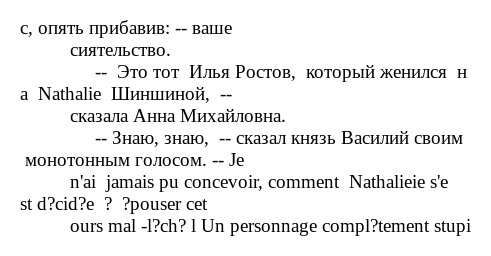 с, опять прибавив: -- ваше
сиятельство.
-- Это тот Илья Ростов, который женился н
а Nathalie Шиншиной, --
сказала Анна Михайловна.
-- Знаю, знаю, -- сказал князь Василий своим
монотонным голосом. -- Je
n'ai jamais pu concevoir, comment Nathalieie s'e
st d?cid?e ? ?pouser cet
ours mal -l?ch? l Un personnage compl?tement stupi